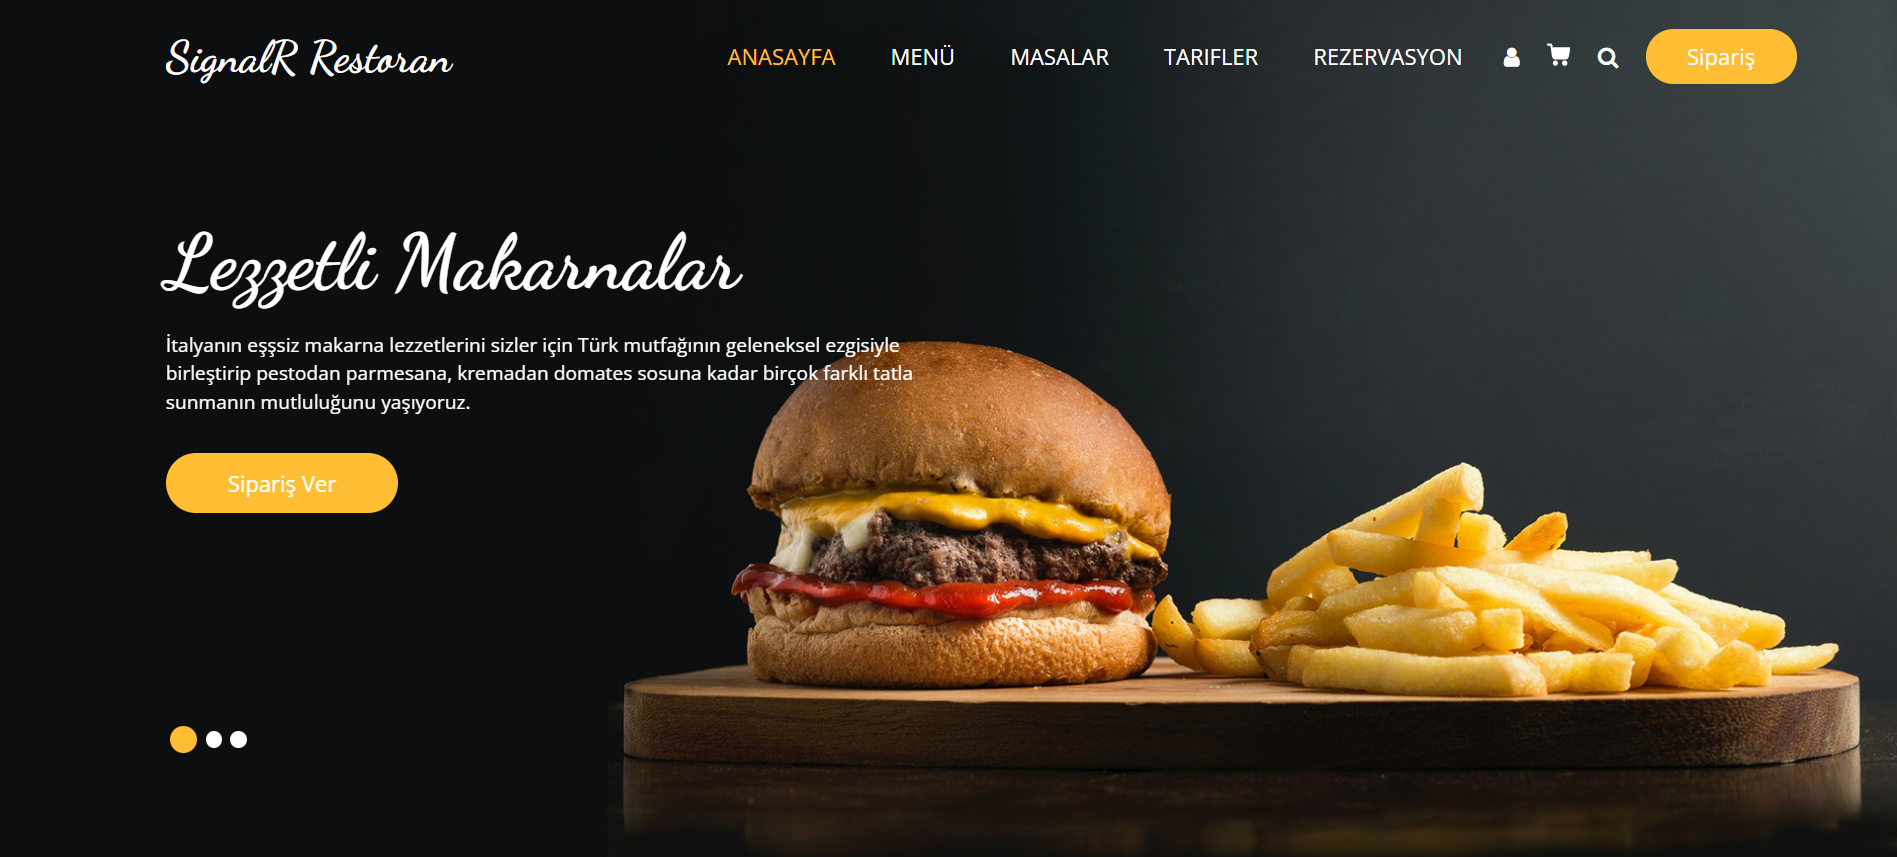 SignalR Restoran
ANASAYFA MENÜ MASALAR TARIFLER REZERVASYON Sipariş
Lezzetli Makarnalar
İtalyanın eşşsiz makarna lezzetlerini sizler için Türk mutfağının geleneksel ezgisiyle
birleştirip pestodan parmesana, kremadan domates sosuna kadar birçok farklı tatla
sunmanın mutluluğunu yaşıyoruz.
Sipariş Ver